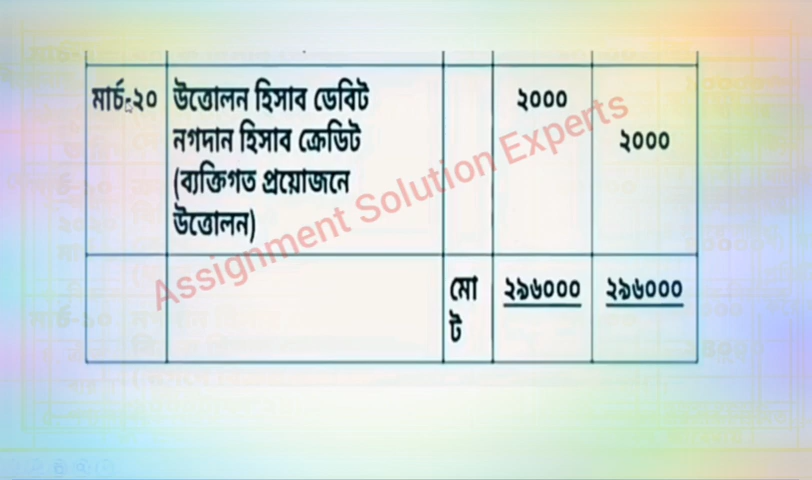 মার্চ-২০ উত্তোলন হিসাব ডেবিট ২০০০
নগদান হিসাব ক্রেডিট ২০০০
(ব্যক্তিগত প্রয়োজনে
উত্তোলন)
মো ২৯৬০০০ ২৯৬০০০
ট
Assignment Solution Experts